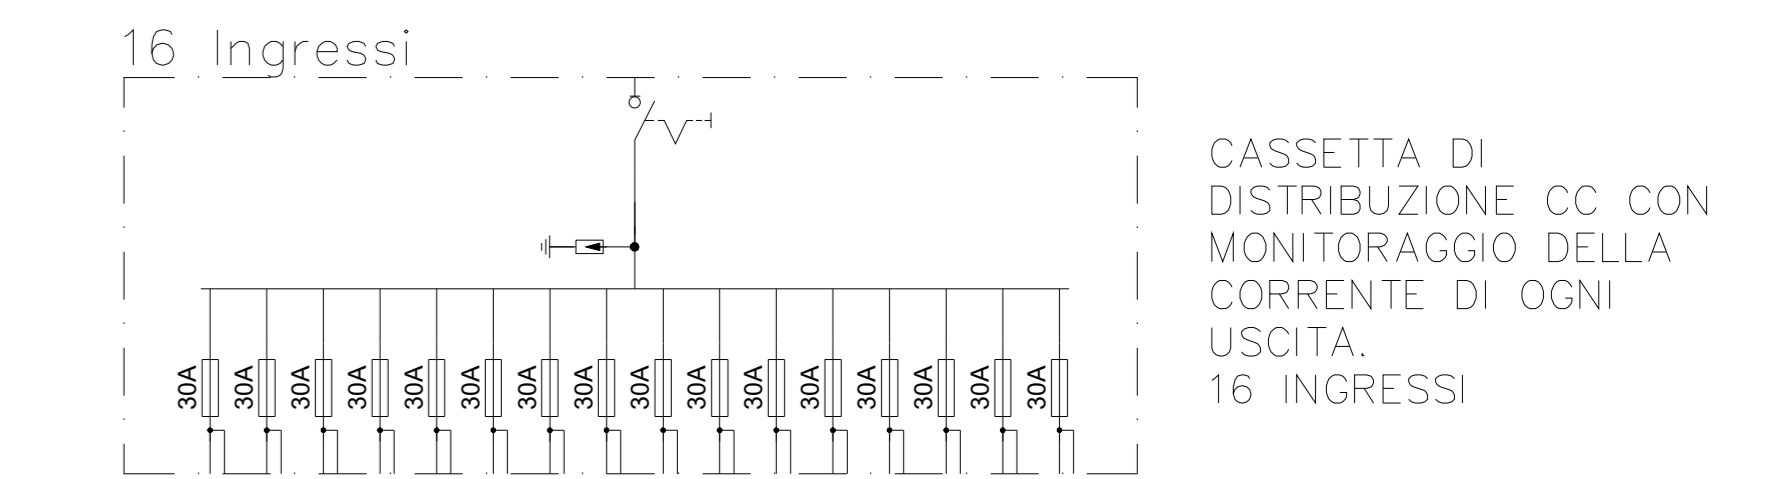 16 Ingressi
30A 30A 30A 30A 30A 30A 30A 30A 30A 30A 30A 30A 30A 30A 30A 30A
CASSETTA DI
DISTRIBUZIONE CC CON
MONITORAGGIO DELLA
CORRENTE DI OGNI
USCITA.
16 INGRESSI